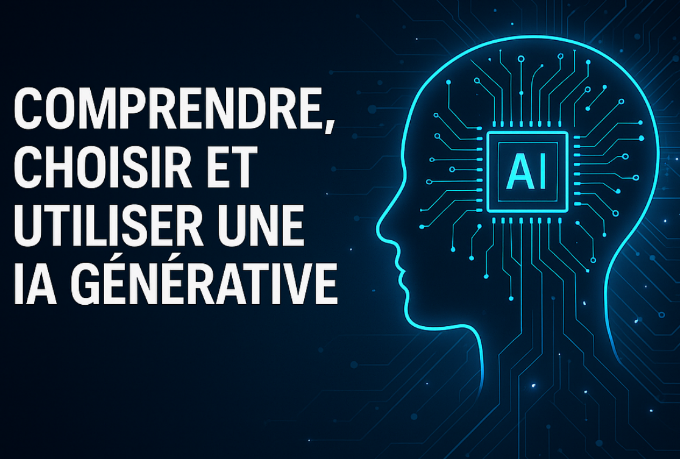 COMPRENDRE,
CHOISIR ET
UTILISER UNE
IA GÉNÉRATIVE
AI